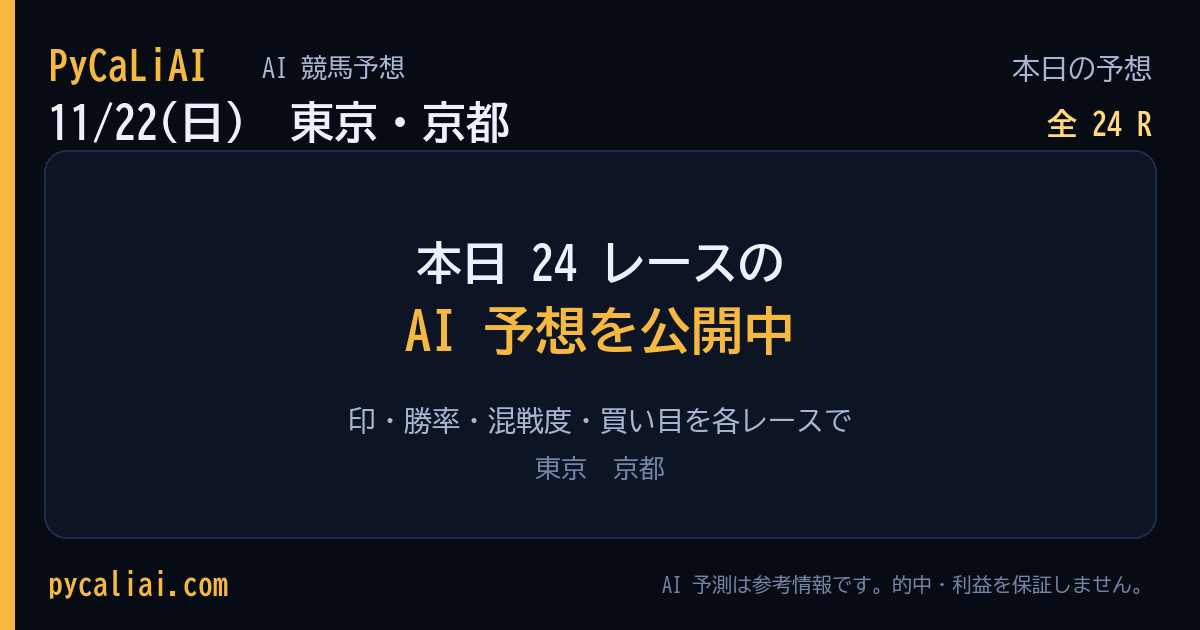 PyCaLiAI AI 競馬予想 本日の予想
11/22(日) 東京・京都 全 24 R
本日 24 レースの
AI 予想を公開中
印・勝率・混戦度・買い目を各レースで
東京 京都
pycaliai.com AI 予測は参考情報です。的中・利益を保証しません。